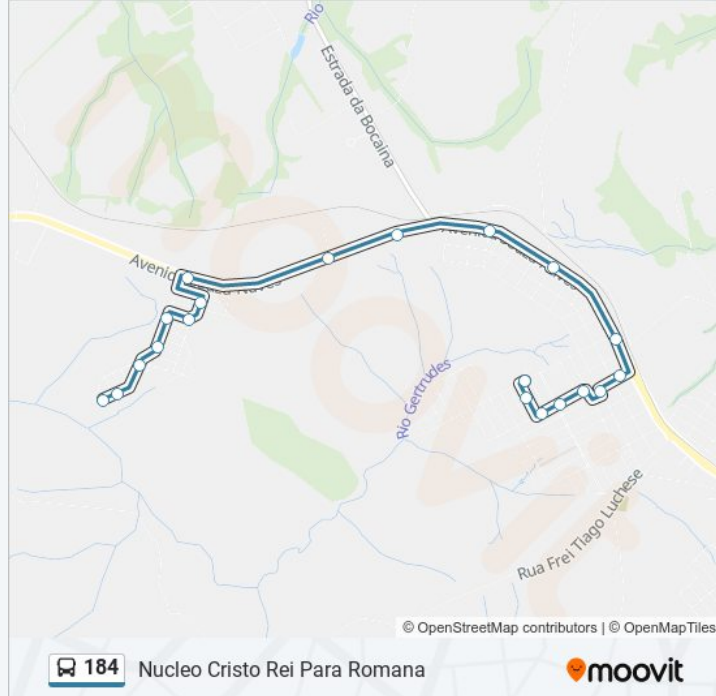 Rio
Estrada da Bocaina
Avenida
Rio Gertrudes
Rua Frei Tiago Luchese
© OpenStreetMap contributors | © OpenMapTiles
184 Nucleo Cristo Rei Para Romana
moovit